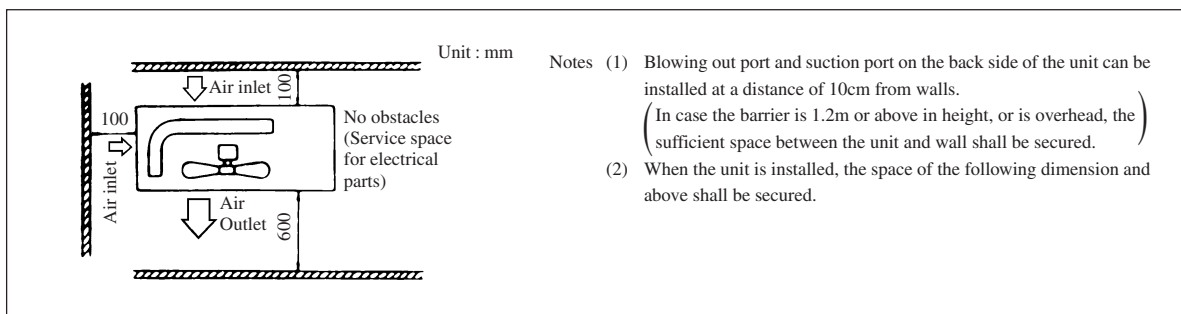 Unit : mm
Air inlet
100
100
Air inlet
No obstacles
(Service space
for electrical
parts)
Air
Outlet
600
Notes (1) Blowing out port and suction port on the back side of the unit can be
installed at a distance of 10cm from walls.
(In case the barrier is 1.2m or above in height, or is overhead, the
sufficient space between the unit and wall shall be secured.)
(2) When the unit is installed, the space of the following dimension and
above shall be secured.